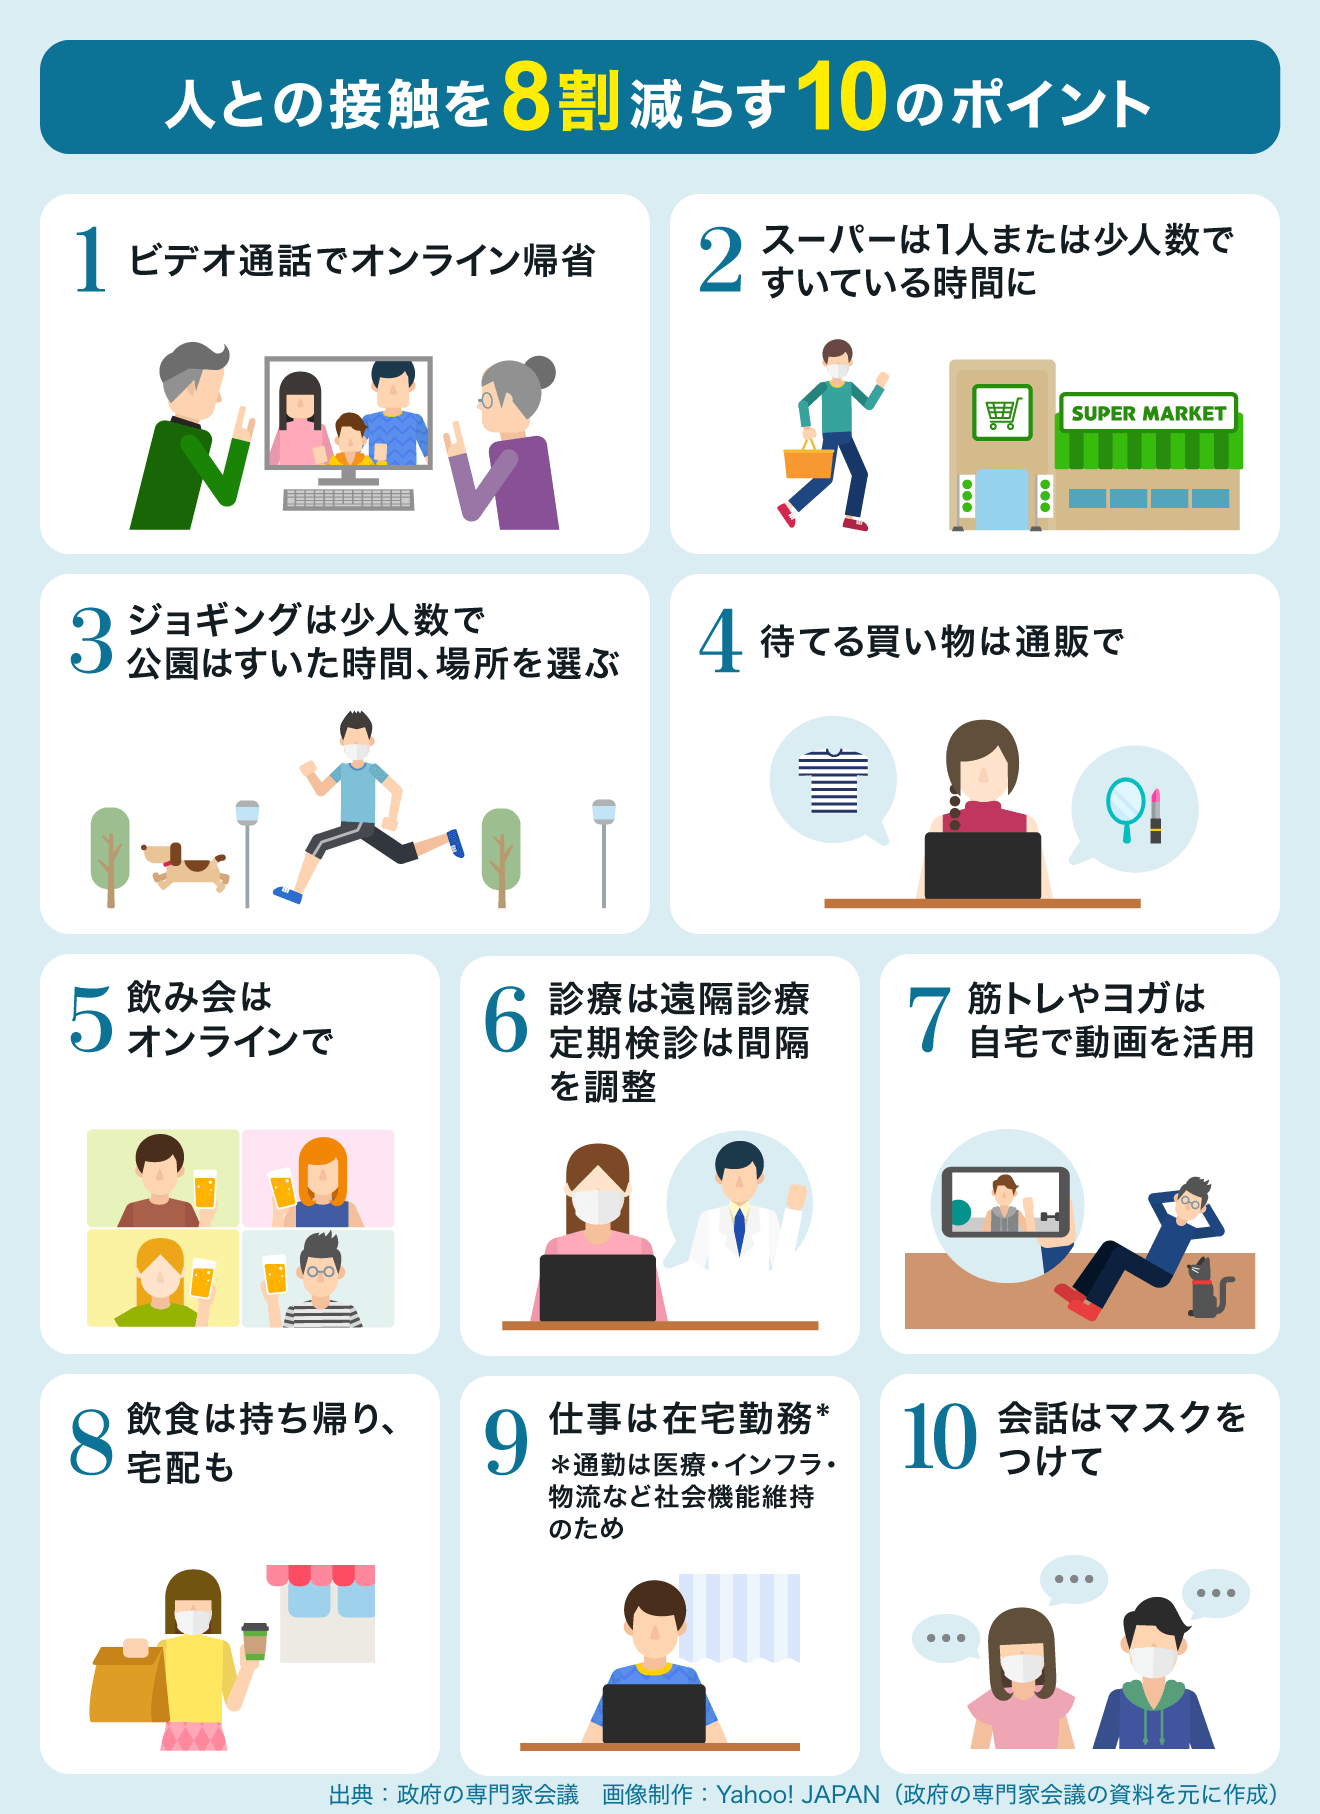 人との接触を8割減らす10のポイント
1 ビデオ通話でオンライン帰省
2 スーパーは1人または少人数で
すいている時間に
SUPER MARKET
3 ジョギングは少人数で
公園はすいた時間、場所を選ぶ
4 待てる買い物は通販で
5 飲み会は
オンラインで
6 診療は遠隔診療
定期検診は間隔
を調整
7 筋トレやヨガは
自宅で動画を活用
8 飲食は持ち帰り、
宅配も
9 仕事は在宅勤務*
＊通勤は医療・インフラ・
物流など社会機能維持
のため
10 会話はマスクを
つけて
出典：政府の専門家会議　画像制作：Yahoo! JAPAN（政府の専門家会議の資料を元に作成）